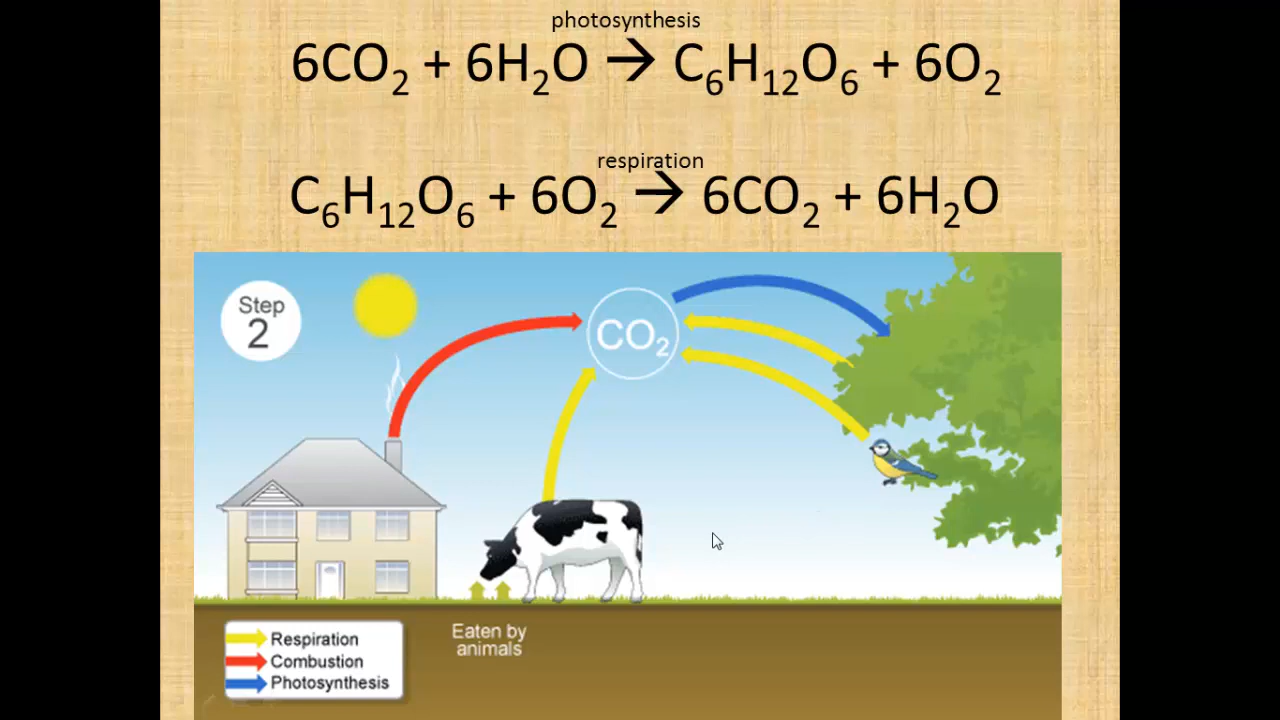 photosynthesis
6CO₂ + 6H₂O → C₆H₁₂O₆ + 6O₂
respiration
C₆H₁₂O₆ + 6O₂ → 6CO₂ + 6H₂O
Step
2
CO₂
Eaten by
animals
Respiration
Combustion
Photosynthesis